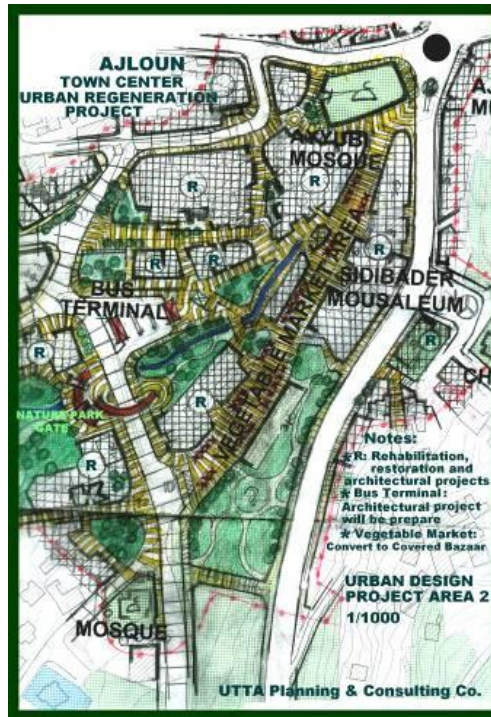 AJLOUN
TOWN CENTER
URBAN REGENERATION
PROJECT
AYYUBI
MOSQUE
R
R
R
R
R
BUS
TERMINAL
SIDIBADER
MOUSALEUM
VEGETABLE MARKET AREA
R
R
R
NATURE PARK
GATE
R
Notes:
*R: Rehabilitation,
restoration and
architectural projects
* Bus Terminal:
Architectural project
will be prepare
* Vegetable Market:
Convert to Covered Bazaar
MOSQUE
URBAN DESIGN
PROJECT AREA 2
1/1000
UTTA Planning & Consulting Co.